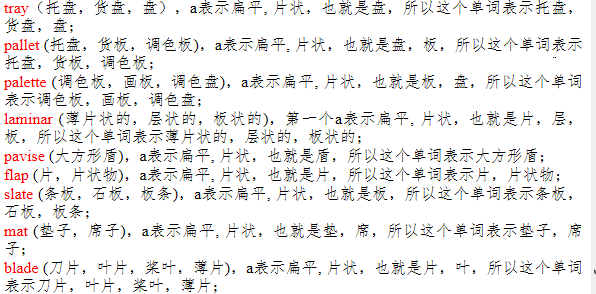 tray（托盘，货盘，盘），a表示扁平, 片状，也就是盘，所以这个单词表示托盘，
货盘，盘；
pallet (托盘，货板，调色板)，a表示扁平, 片状，也就是盘，板，所以这个单词表示
托盘，货板，调色板；
palette (调色板，画板，调色盘)，a表示扁平, 片状，也就是板，盘，所以这个单词
表示调色板，画板，调色盘；
laminar (薄片状的，层状的，板状的)，第一个a表示扁平, 片状，也就是片，层，
板，所以这个单词表示薄片状的，层状的，板状的；
pavise (大方形盾)，a表示扁平, 片状，也就是盾，所以这个单词表示大方形盾；
flap (片，片状物)，a表示扁平, 片状，也就是片，所以这个单词表示片，片状物；
slate (条板，石板，板条)，a表示扁平, 片状，也就是板，所以这个单词表示条板，
石板，板条；
mat (垫子，席子)，a表示扁平, 片状，也就是垫，席，所以这个单词表示垫子，席
子；
blade (刀片，叶片，桨叶，薄片)，a表示扁平, 片状，也就是片，叶，所以这个单词
表示刀片，叶片，桨叶，薄片；